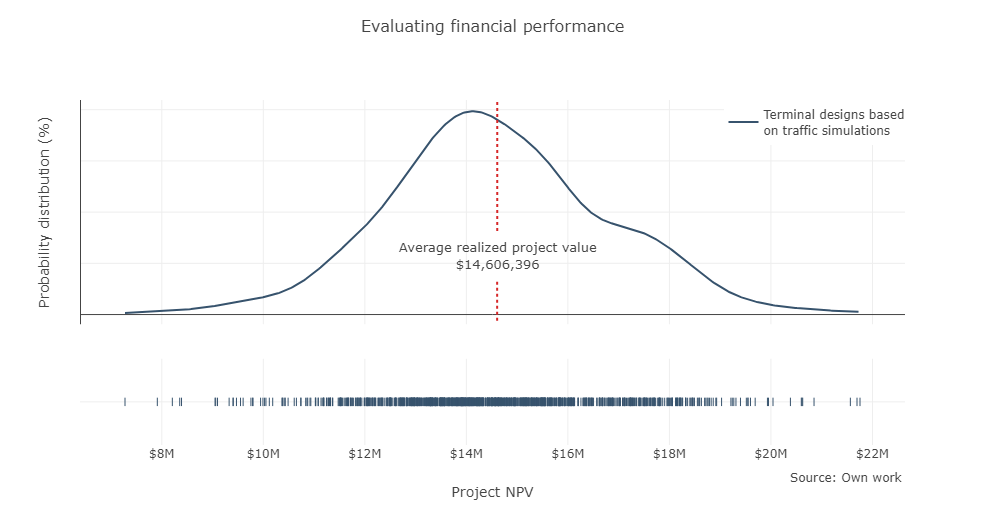 Evaluating financial performance
Terminal designs based
on traffic simulations
Probability distribution (%)
Average realized project value
$14,606,396
$8M
$10M
$12M
$14M
$16M
$18M
$20M
$22M
Source: Own work
Project NPV